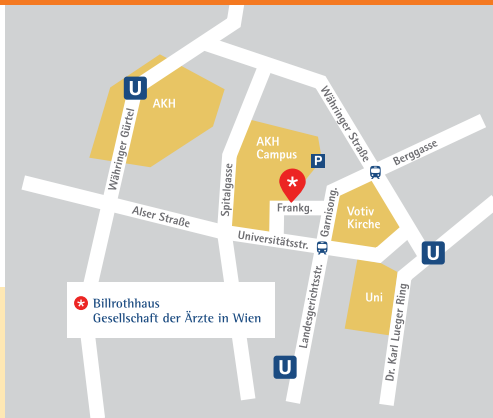 U
AKH
Währinger Gürtel
Spitalgasse
AKH
Campus
P
Währinger Straße
Berggasse
*
Frankg.
Garnisong.
Votiv
Kirche
Alser Straße
Universitätsstr.
U
Landesgerichtsstr.
Uni
Dr. Karl Lueger Ring
* Billrothhaus
Gesellschaft der Ärzte in Wien
U